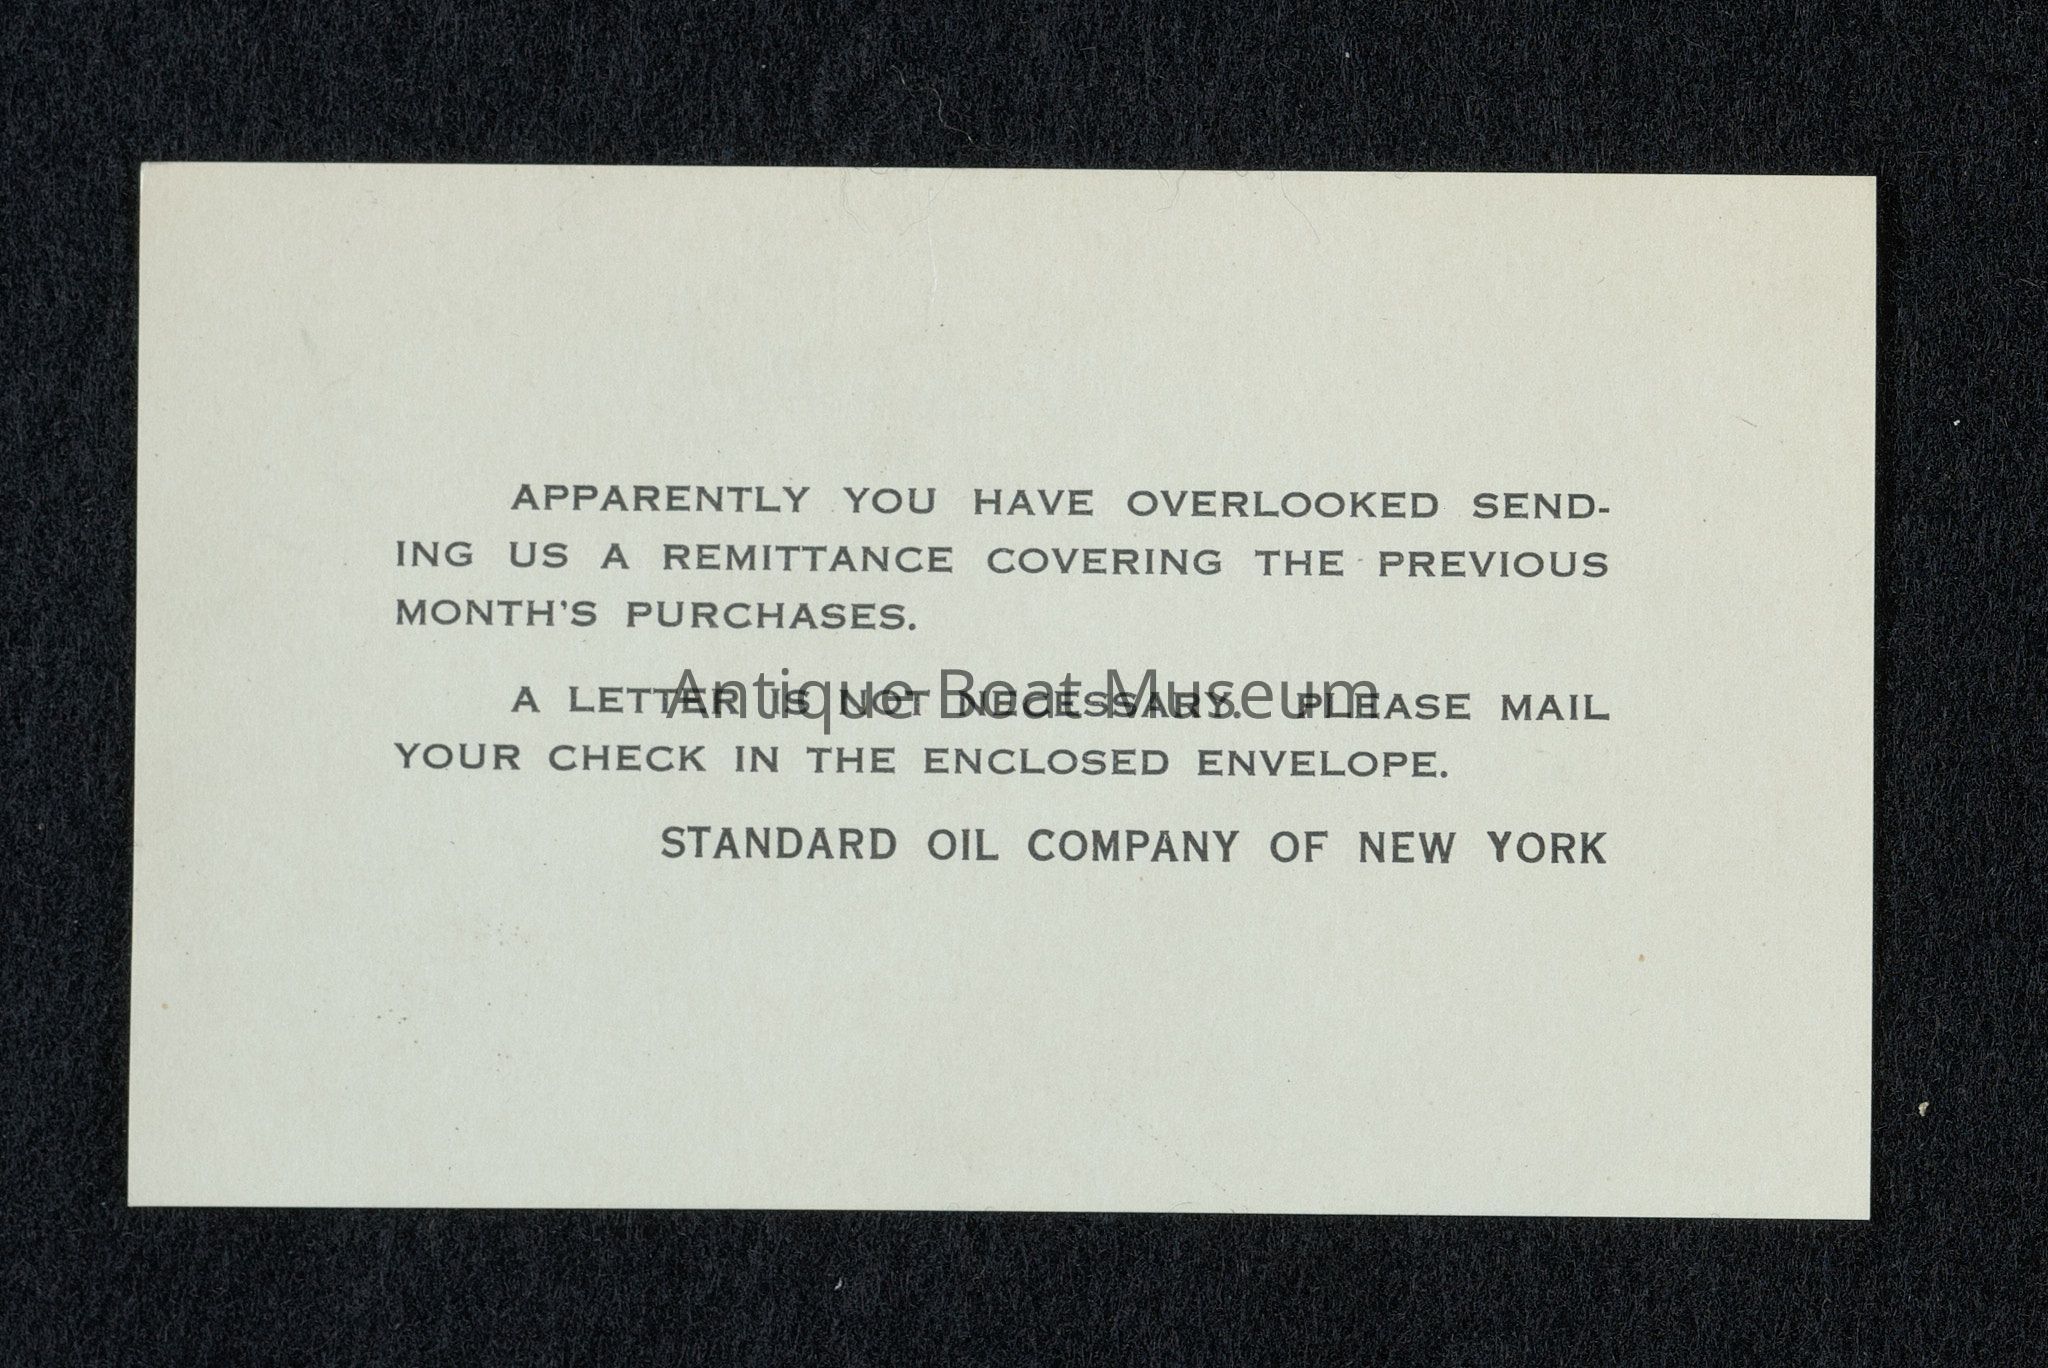 APPARENTLY YOU HAVE OVERLOOKED SEND-
ING US A REMITTANCE COVERING THE PREVIOUS
MONTH'S PURCHASES.
A LETTER IS NOT NECESSARY. PLEASE MAIL
Antique Boat Museum
YOUR CHECK IN THE ENCLOSED ENVELOPE.
STANDARD OIL COMPANY OF NEW YORK